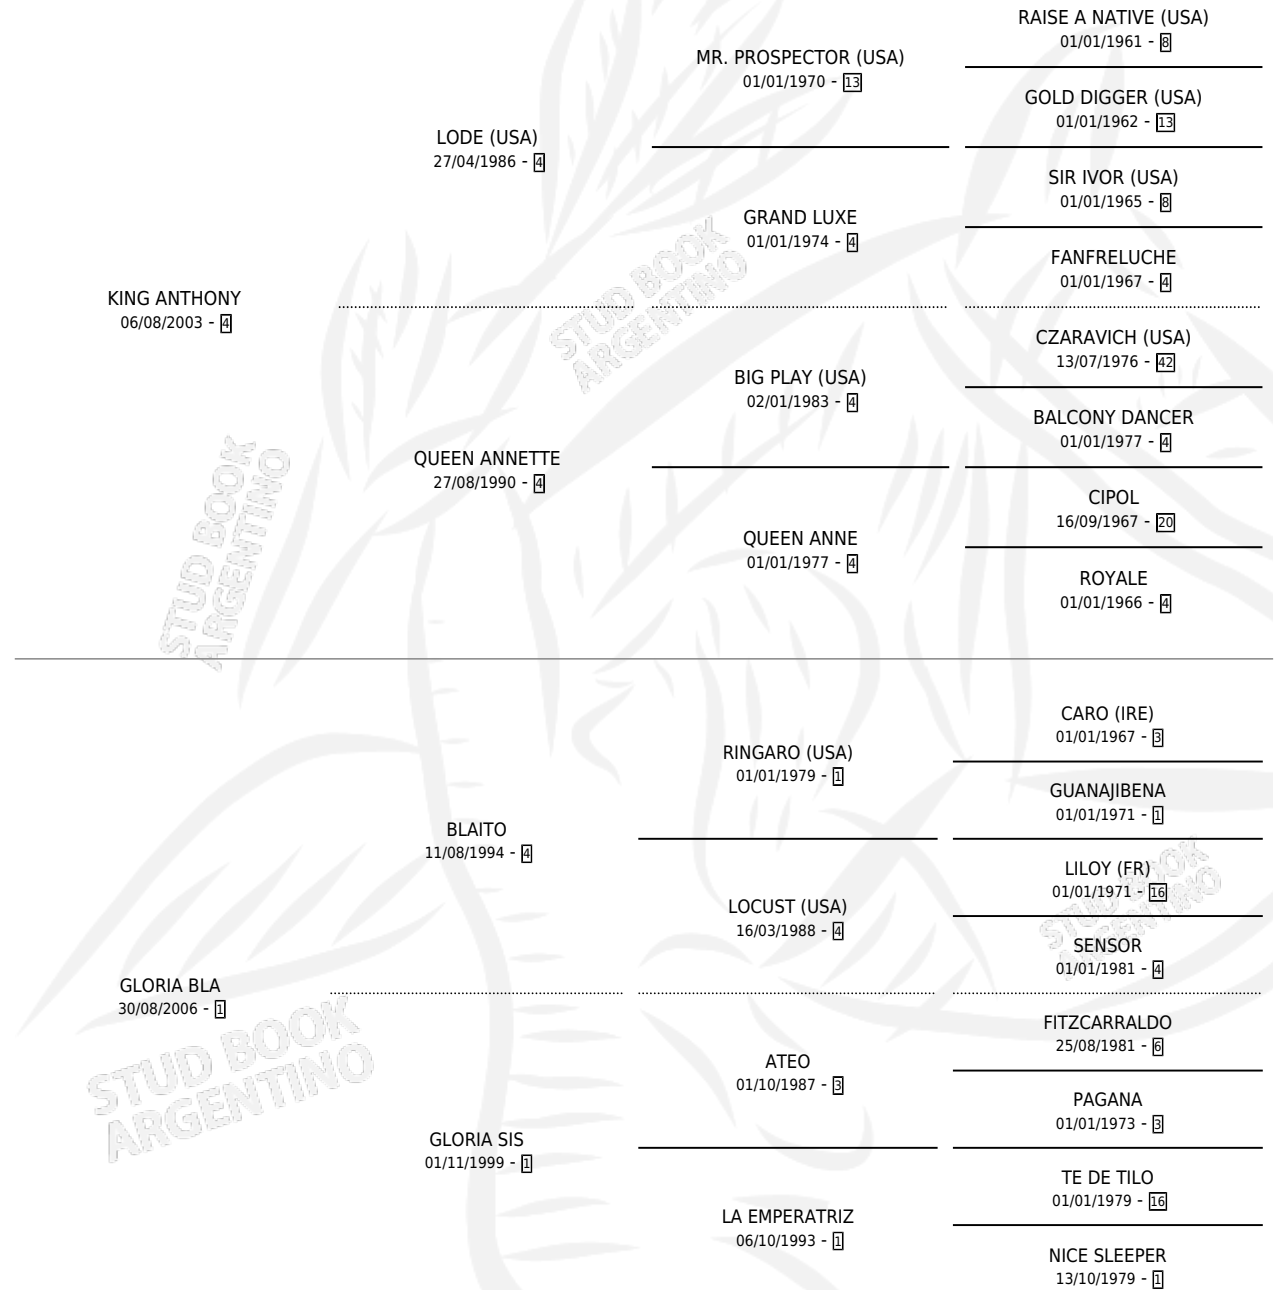 RAISE A NATIVE (USA)
01/01/1961 - 8
MR. PROSPECTOR (USA)
01/01/1970 - 13
GOLD DIGGER (USA)
01/01/1962 - 13
LODE (USA)
27/04/1986 - 4
SIR IVOR (USA)
01/01/1965 - 8
GRAND LUXE
01/01/1974 - 4
FANFRELUCHE
01/01/1967 - 4
KING ANTHONY
06/08/2003 - 4
CZARAVICH (USA)
13/07/1976 - 42
BIG PLAY (USA)
02/01/1983 - 4
BALCONY DANCER
01/01/1977 - 4
QUEEN ANNETTE
27/08/1990 - 4
CIPOL
16/09/1967 - 20
QUEEN ANNE
01/01/1977 - 4
ROYALE
01/01/1966 - 4
STUD BOOK
ARGENTINO
STUD BOOK
ARGENTINO
CARO (IRE)
01/01/1967 - 3
RINGARO (USA)
01/01/1979 - 1
GUANAJIBENA
01/01/1971 - 1
BLAITO
11/08/1994 - 4
LILOY (FR)
01/01/1971 - 16
LOCUST (USA)
16/03/1988 - 4
SENSOR
01/01/1981 - 4
GLORIA BLA
30/08/2006 - 1
FITZCARRALDO
25/08/1981 - 6
ATEO
01/10/1987 - 3
PAGANA
01/01/1973 - 3
GLORIA SIS
01/11/1999 - 1
TE DE TILO
01/01/1979 - 16
LA EMPERATRIZ
06/10/1993 - 1
NICE SLEEPER
13/10/1979 - 1
STUD BOOK
ARGENTINO
STUD BOOK
ARGENTINO